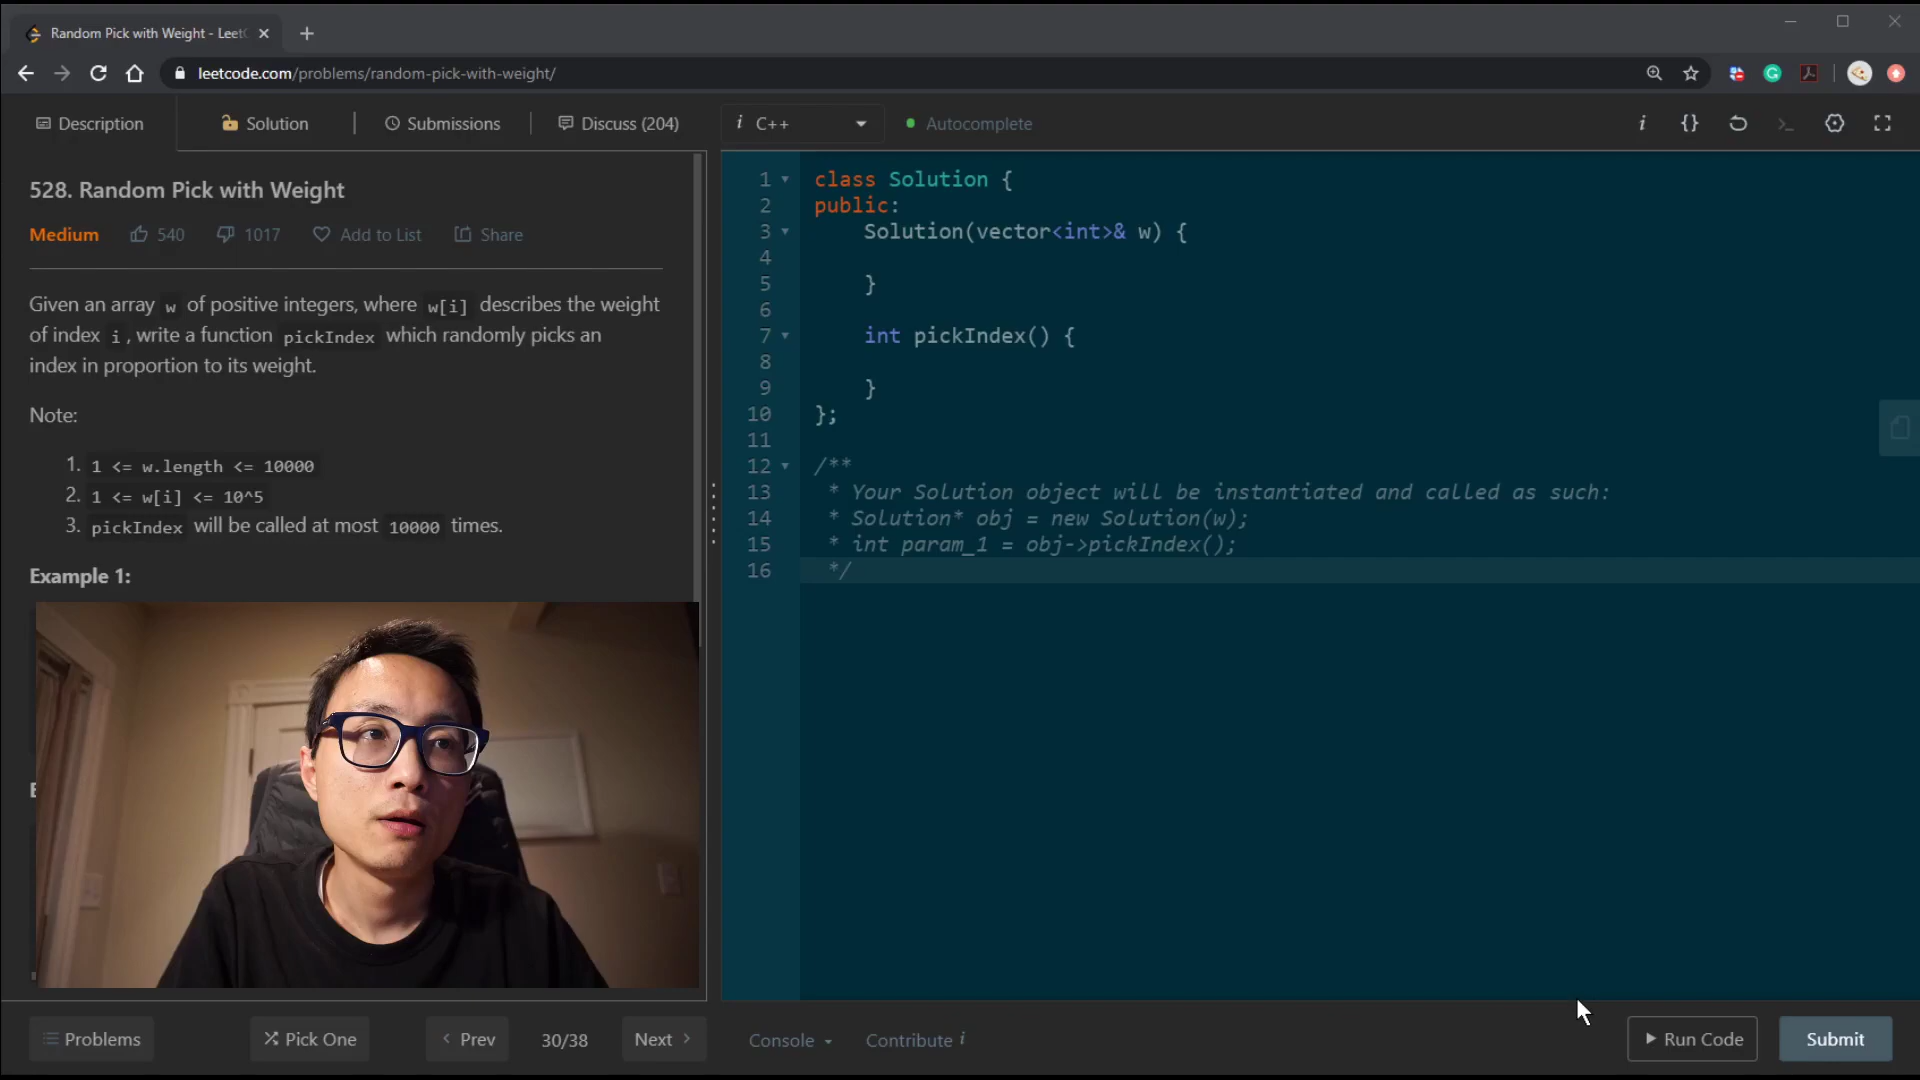 Random Pick with Weight - Leet
leetcode.com/problems/random-pick-with-weight/
Description
Solution
Submissions
Discuss (204)
i C++
Autocomplete
i {}
528. Random Pick with Weight
Medium 540 1017 Add to List Share
Given an array w of positive integers, where w[i] describes the weight
of index i, write a function pickIndex which randomly picks an
index in proportion to its weight.
Note:
1. 1 <= w.length <= 10000
2. 1 <= w[i] <= 10^5
3. pickIndex will be called at most 10000 times.
Example 1:
1 class Solution {
2 public:
3 Solution(vector<int>& w) {
4
5 }
6
7 int pickIndex() {
8
9 }
10 };
11
12 /**
13 * Your Solution object will be instantiated and called as such:
14 * Solution* obj = new Solution(w);
15 * int param_1 = obj->pickIndex();
16 */
Problems
Pick One
< Prev
30/38
Next >
Console
Contribute i
Run Code
Submit